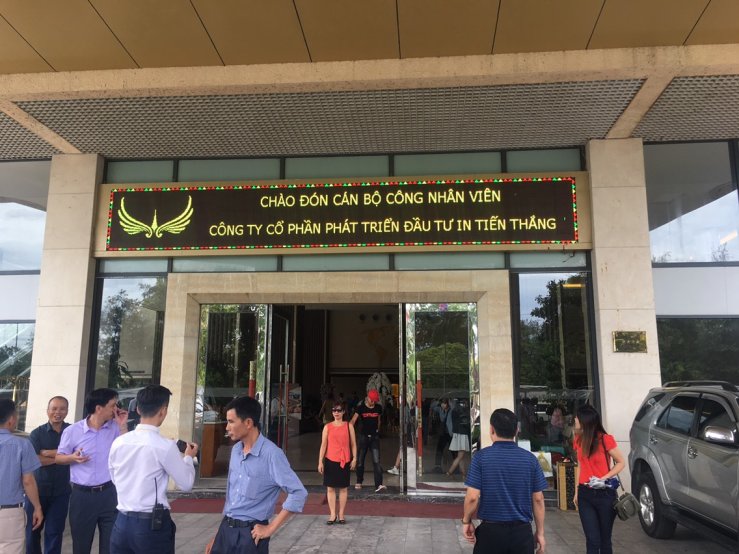 CHÀO ĐÓN CÁN BỘ CÔNG NHÂN VIÊN
CÔNG TY CỔ PHẦN PHÁT TRIỂN ĐẦU TƯ IN TIẾN THẮNG